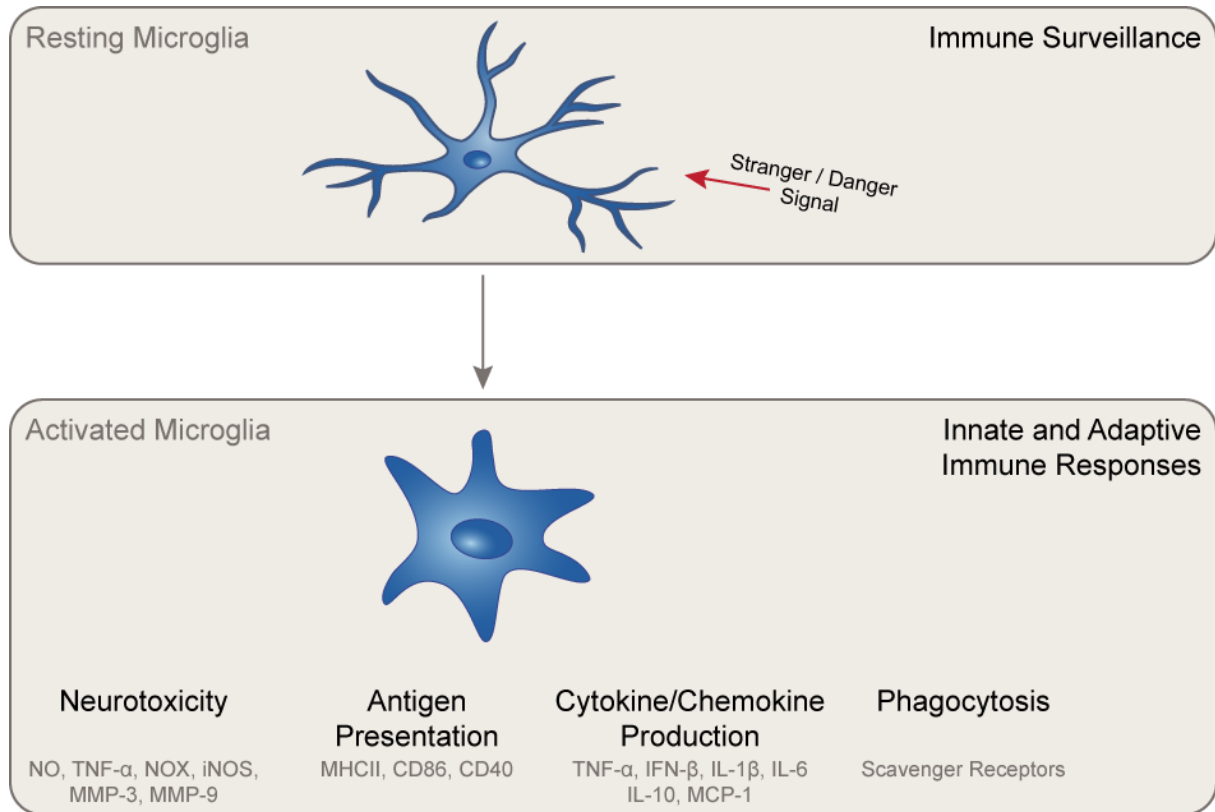 Resting Microglia
Immune Surveillance
Stranger / Danger
Signal
Activated Microglia
Innate and Adaptive
Immune Responses
Neurotoxicity
NO, TNF-α, NOX, iNOS,
MMP-3, MMP-9
Antigen
Presentation
MHCII, CD86, CD40
Cytokine/Chemokine
Production
TNF-α, IFN-β, IL-1β, IL-6
IL-10, MCP-1
Phagocytosis
Scavenger Receptors